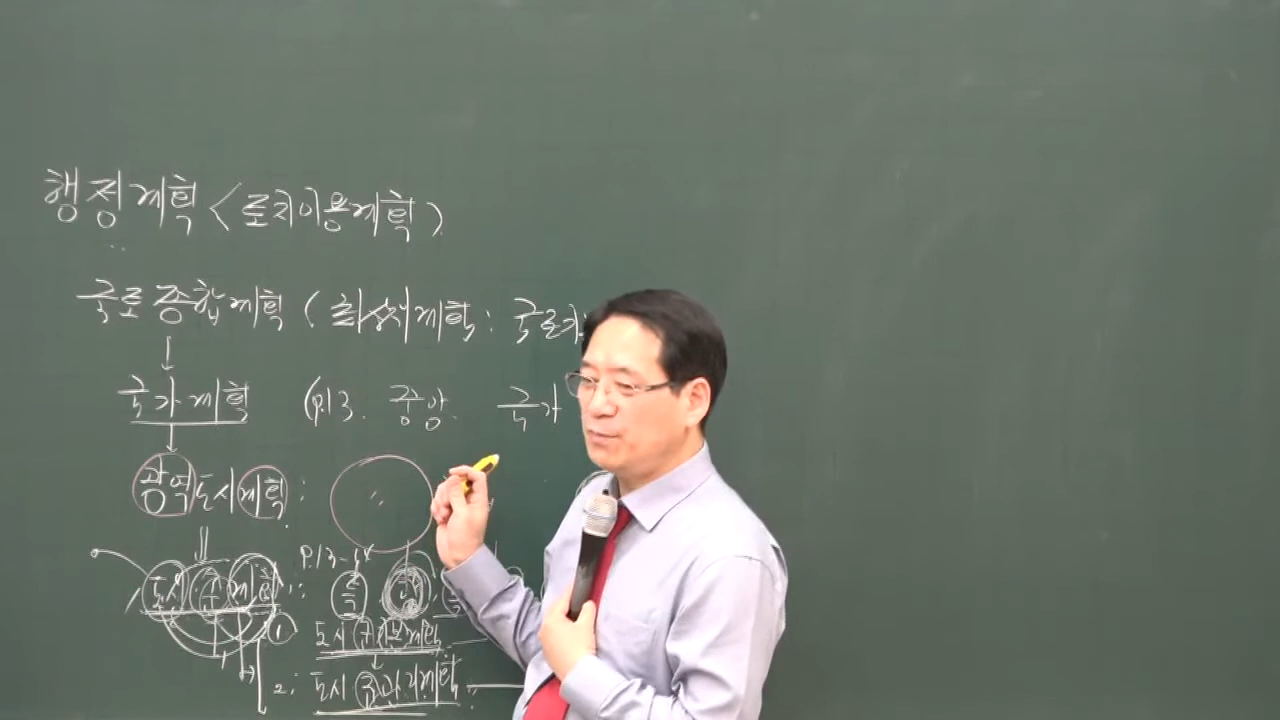 행정계획 < 토지이용계획 )
국토종합계획 ( 최상계획 : 국토
국가계획 (P.13. 중앙. 국가
광역도시계획 :
P.13-14
도시 · 군계획 :
① 도시 군기본계획
2: 도시 군관리계획